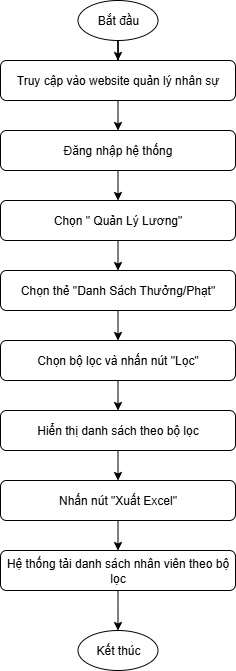 Bắt đầu
Truy cập vào website quản lý nhân sự
Đăng nhập hệ thống
Chọn " Quản Lý Lương"
Chọn thẻ "Danh Sách Thưởng/Phạt"
Chọn bộ lọc và nhấn nút "Lọc"
Hiển thị danh sách theo bộ lọc
Nhấn nút "Xuất Excel"
Hệ thống tải danh sách nhân viên theo bộ
lọc
Kết thúc